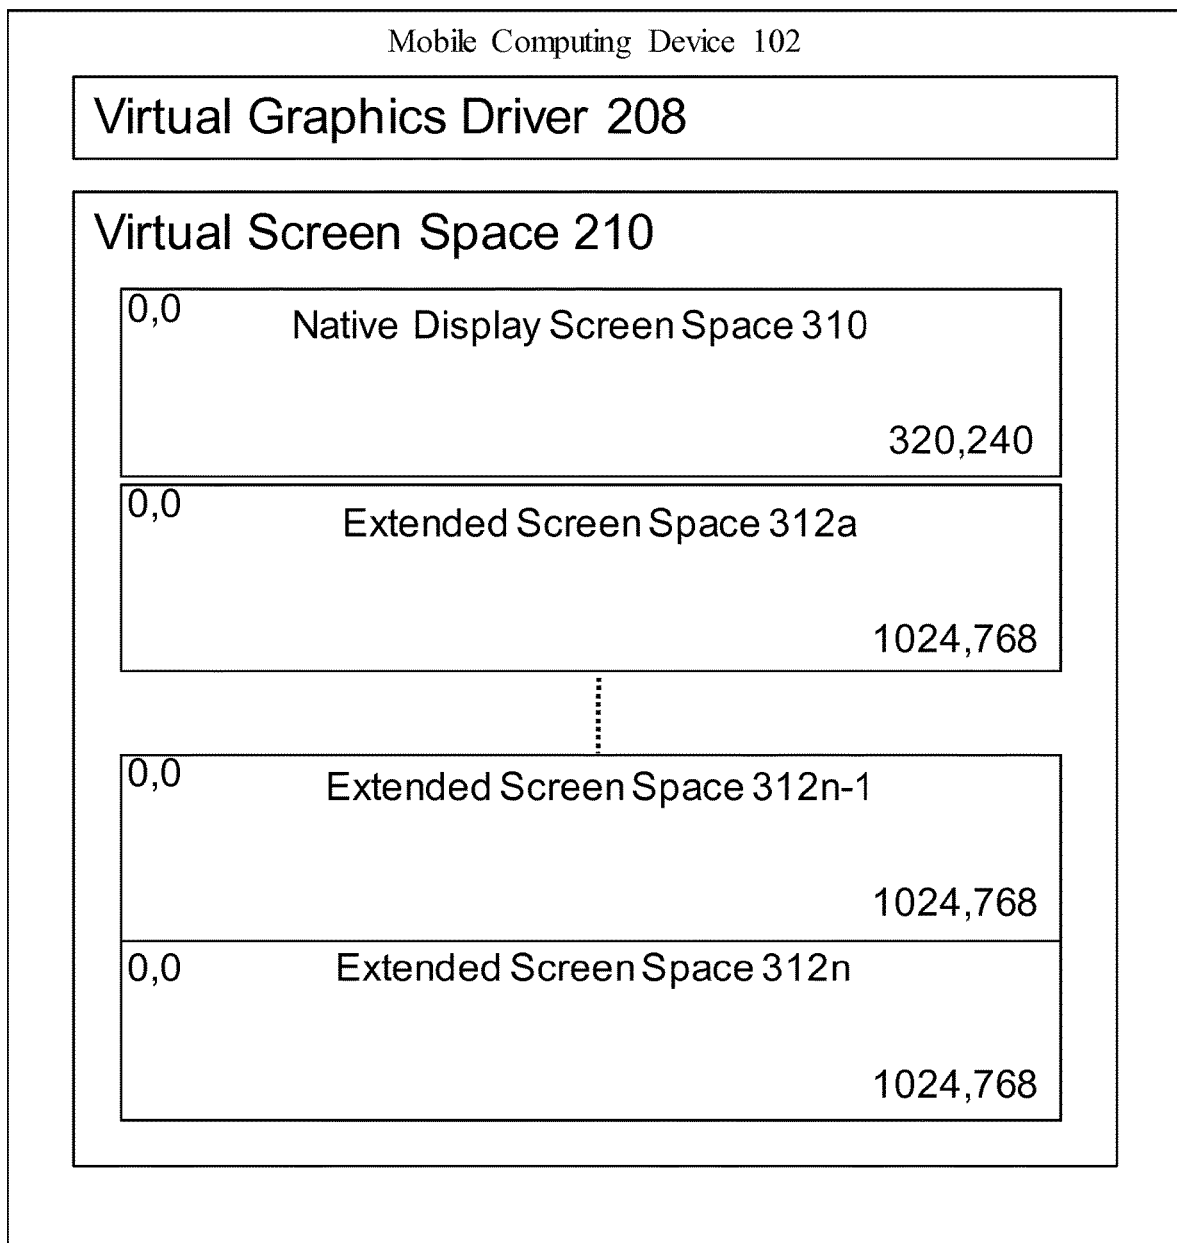 Mobile Computing Device 102
Virtual Graphics Driver 208
Virtual Screen Space 210
0,0
Native Display Screen Space 310
320,240
0,0
Extended Screen Space 312a
1024,768
0,0
Extended Screen Space 312n-1
1024,768
0,0
Extended Screen Space 312n
1024,768